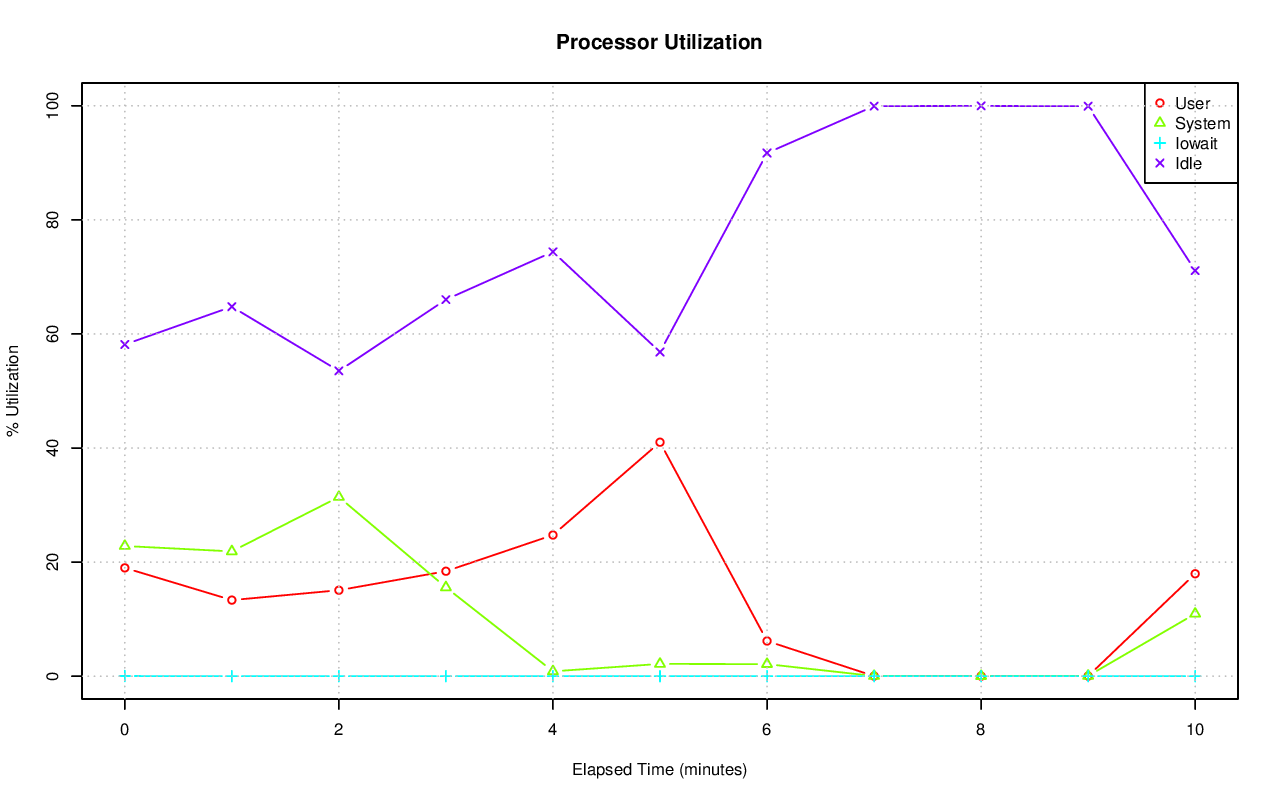 Processor Utilization
User
System
Iowait
Idle
100
80
60
40
20
0
% Utilization
0 2 4 6 8 10
Elapsed Time (minutes)